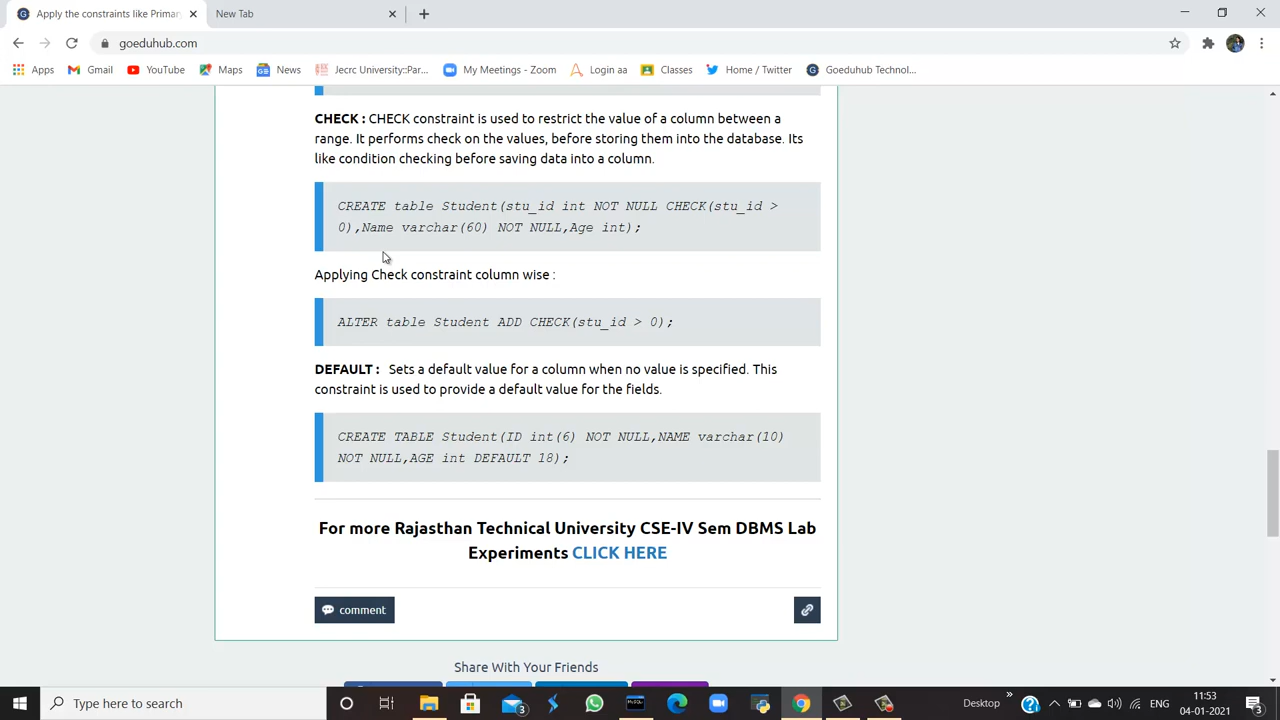 Apply the constraints like Primar
New Tab
goeduhub.com
Apps
Gmail
YouTube
Maps
News
Jecrc University::Par...
My Meetings - Zoom
Login aa
Classes
Home / Twitter
Goeduhub Technol...
CHECK : CHECK constraint is used to restrict the value of a column between a
range. It performs check on the values, before storing them into the database. Its
like condition checking before saving data into a column.
CREATE table Student(stu_id int NOT NULL CHECK(stu_id >
0),Name varchar(60) NOT NULL,Age int);
Applying Check constraint column wise :
ALTER table Student ADD CHECK(stu_id > 0);
DEFAULT : Sets a default value for a column when no value is specified. This
constraint is used to provide a default value for the fields.
CREATE TABLE Student(ID int(6) NOT NULL,NAME varchar(10)
NOT NULL,AGE int DEFAULT 18);
For more Rajasthan Technical University CSE-IV Sem DBMS Lab
Experiments CLICK HERE
comment
Share With Your Friends
Type here to search
3
Desktop
»
ENG
11:53
04-01-2021
3